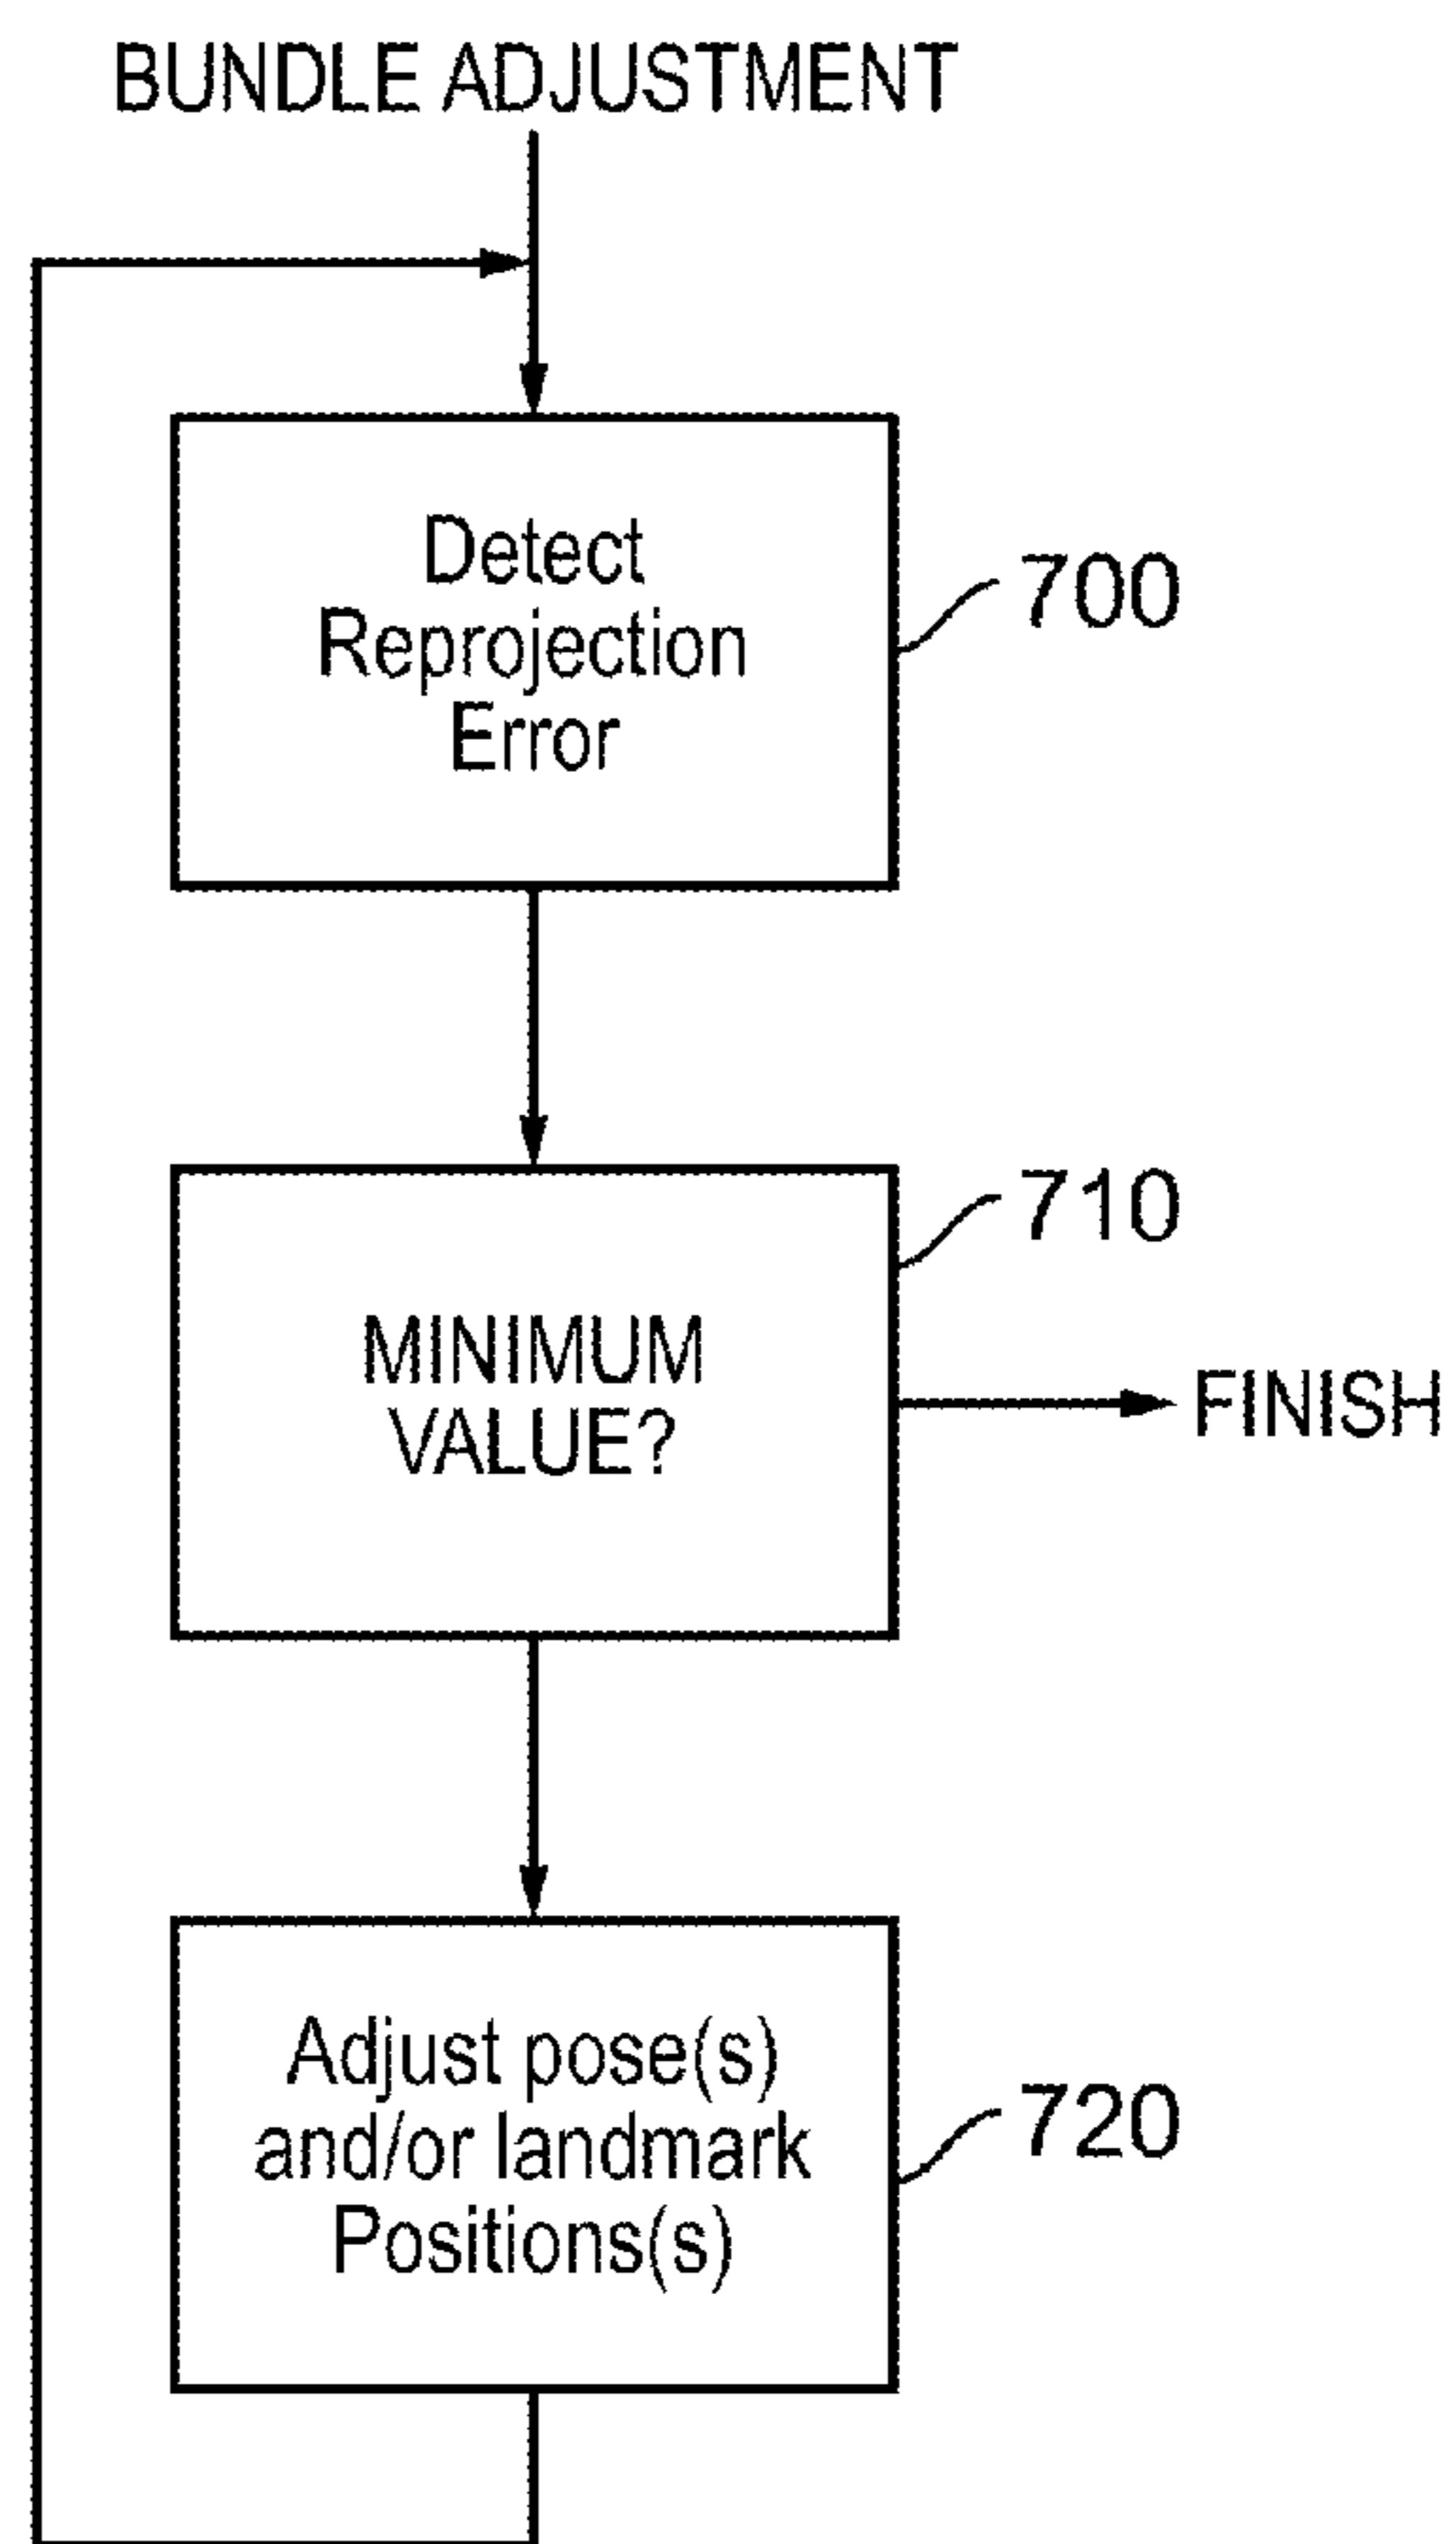 BUNDLE ADJUSTMENT
Detect
Reprojection
Error
700
MINIMUM
VALUE?
710
FINISH
Adjust pose(s)
and/or landmark
Positions(s)
720